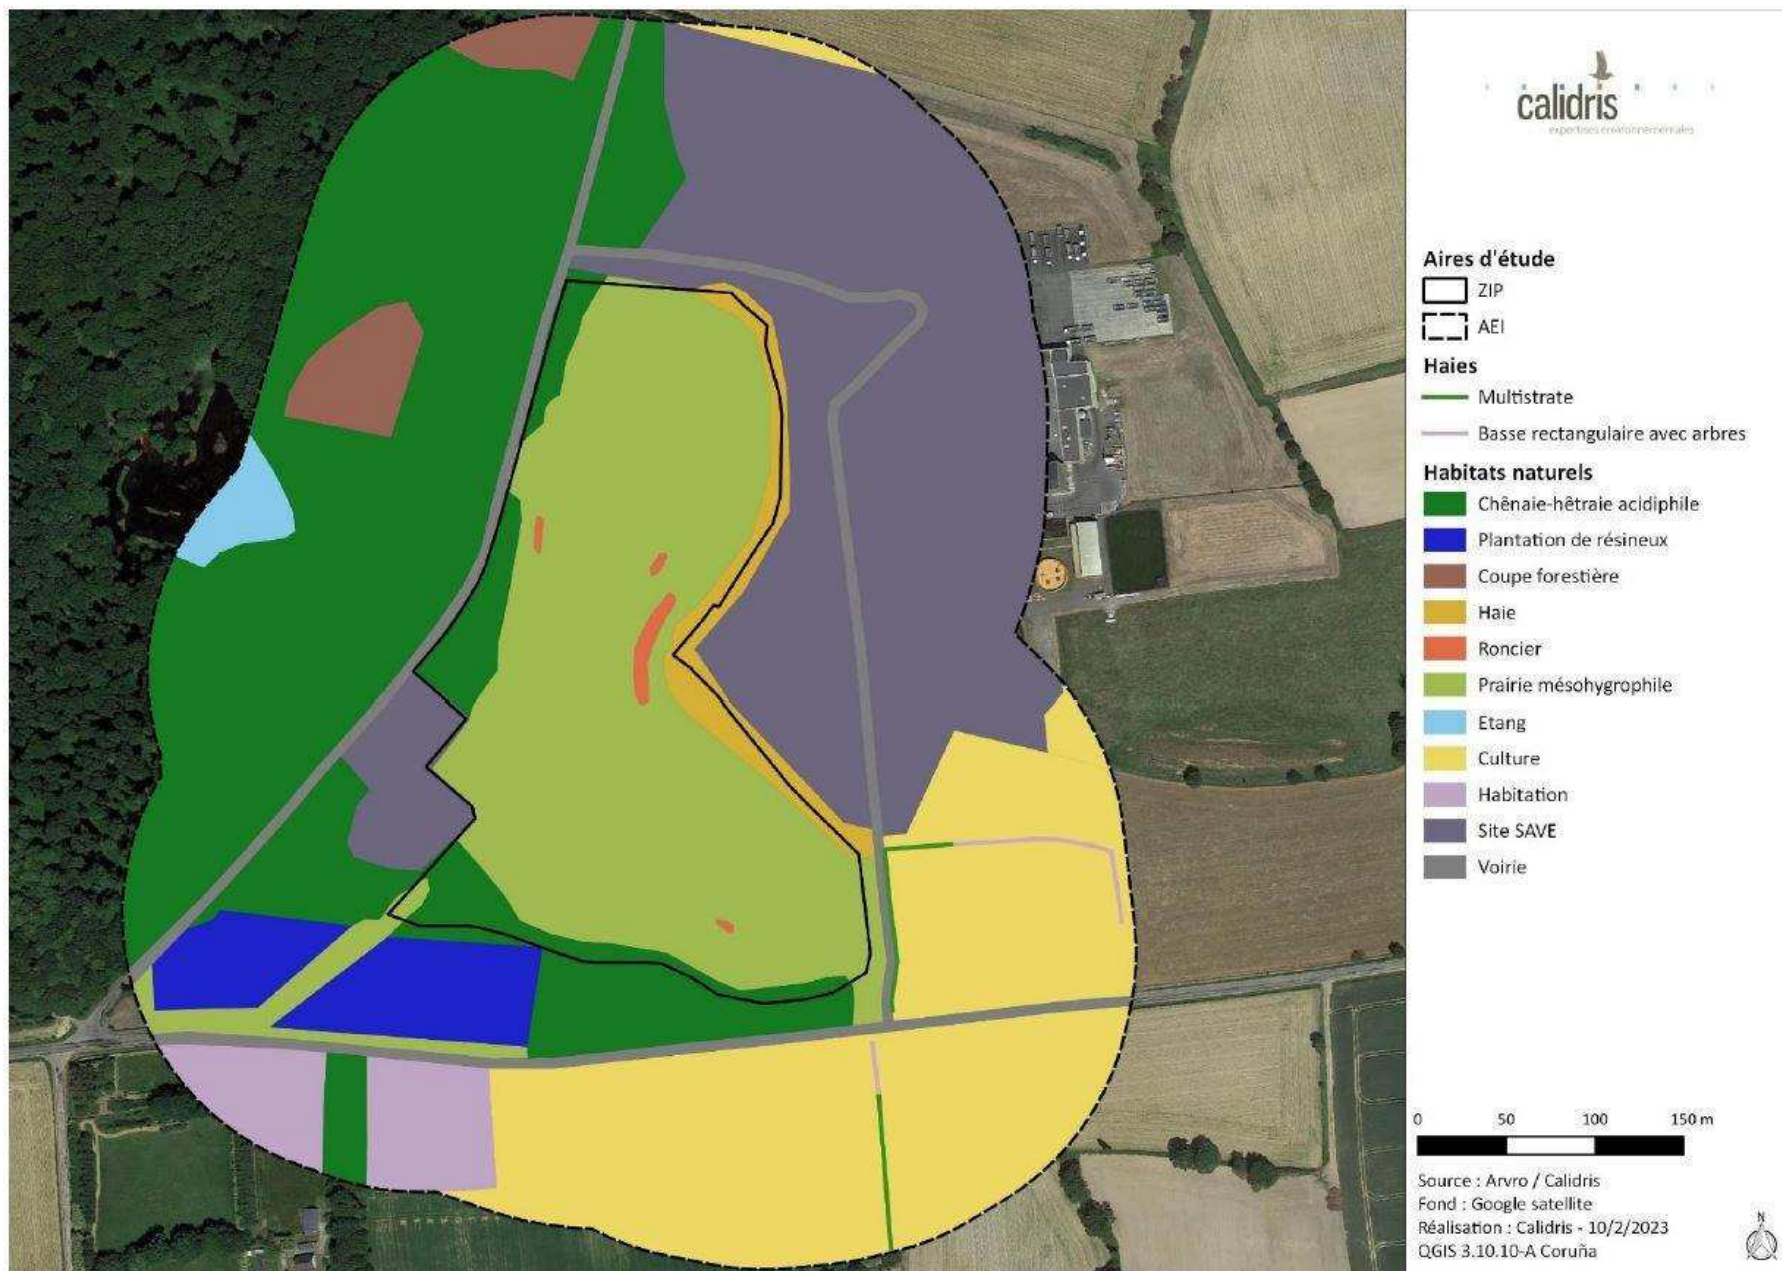 calidris
expertises environnementales
Aires d'étude
ZIP
AEI
Haies
Multistrate
Basse rectangulaire avec arbres
Habitats naturels
Chênaie-hêtraie acidiphile
Plantation de résineux
Coupe forestière
Haie
Roncier
Prairie mésohygrophile
Etang
Culture
Habitation
Site SAVE
Voirie
0 50 100 150 m
Source : Arvro / Calidris
Fond : Google satellite
Réalisation : Calidris - 10/2/2023
QGIS 3.10.10-A Coruña
N